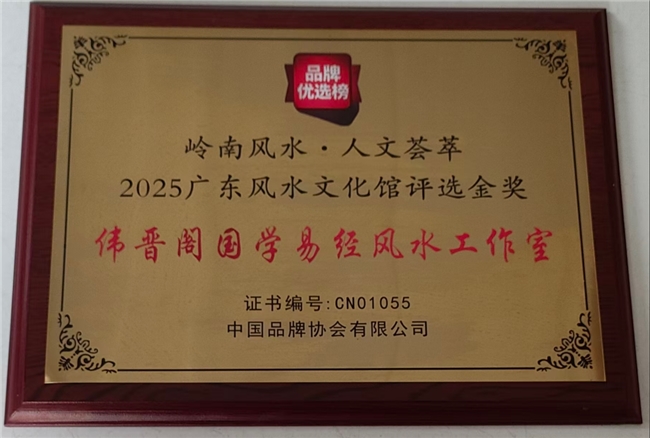 品牌
优选榜
岭南风水·人文荟萃
2025广东风水文化馆评选金奖
伟晋阁国学易经风水工作室
证书编号:CN01055
中国品牌协会有限公司